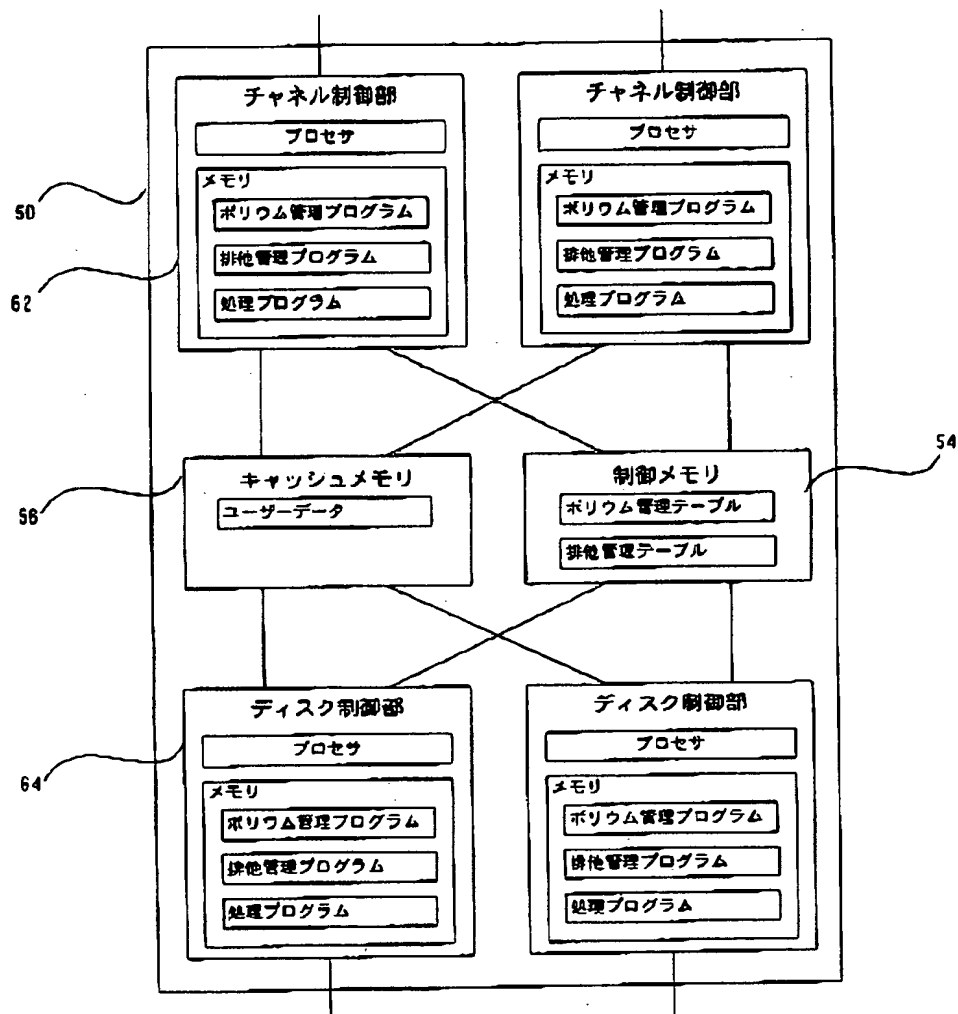 チャネル制御部
プロセサ
メモリ
ボリウム管理プログラム
排他管理プログラム
処理プログラム
チャネル制御部
プロセサ
メモリ
ボリウム管理プログラム
排他管理プログラム
処理プログラム
50
62
キャッシュメモリ
ユーザーデータ
56
制御メモリ
ボリウム管理テーブル
排他管理テーブル
54
ディスク制御部
プロセサ
メモリ
ボリウム管理プログラム
排他管理プログラム
処理プログラム
64
ディスク制御部
プロセサ
メモリ
ボリウム管理プログラム
排他管理プログラム
処理プログラム